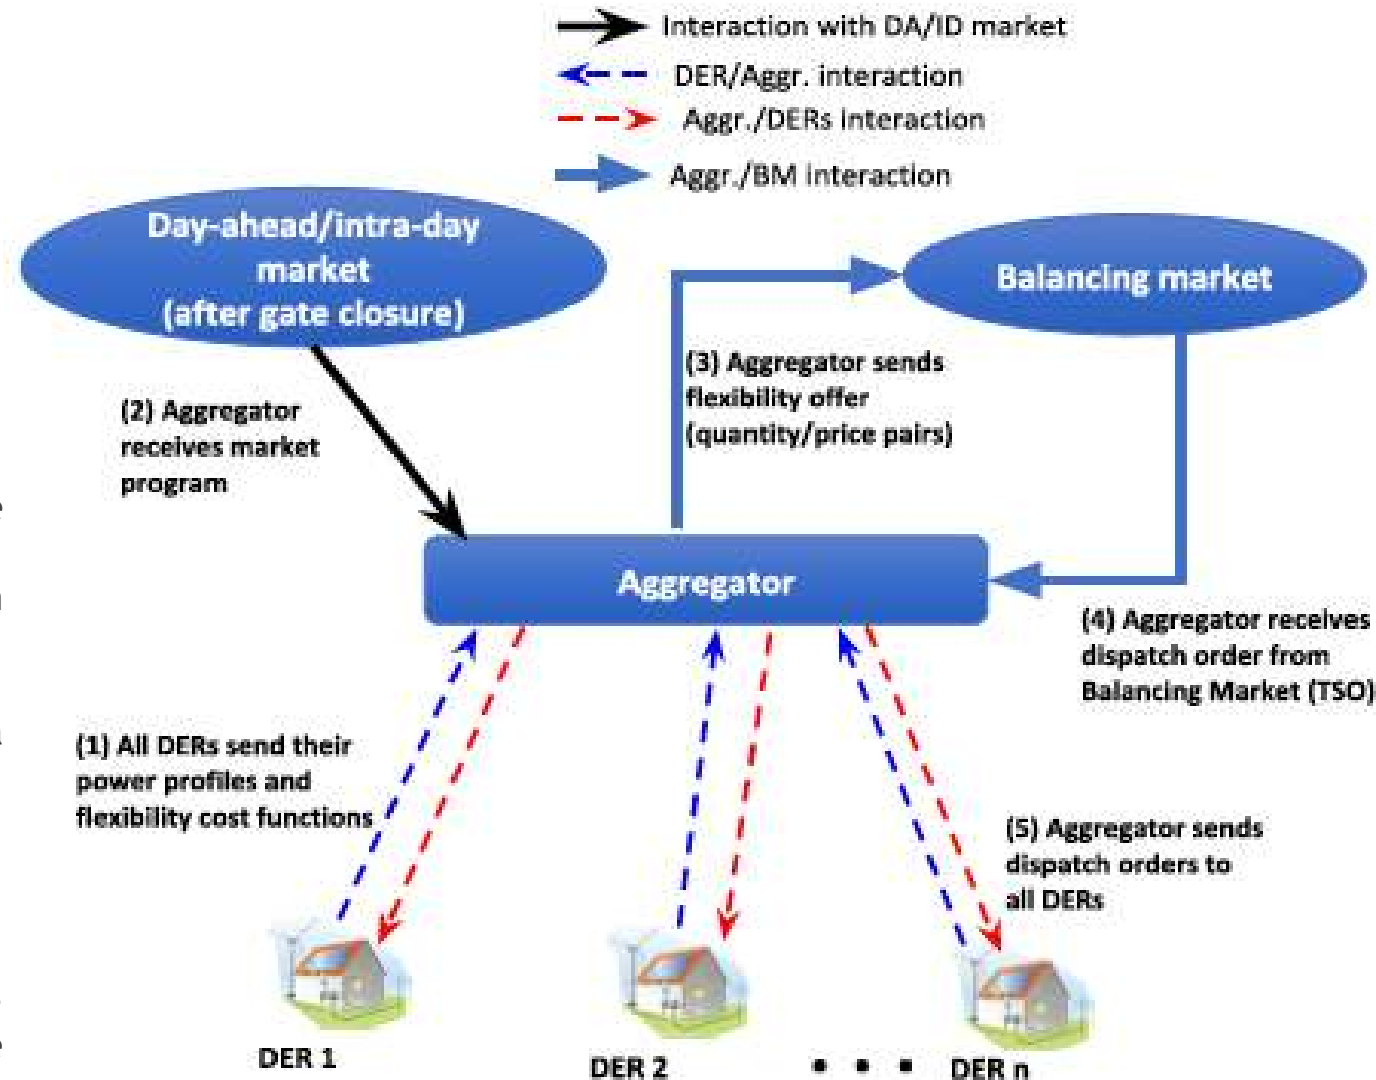 Interaction with DA/ID market
DER/Aggr. interaction
Aggr./DERs interaction
Aggr./BM interaction
Day-ahead/intra-day
market
(after gate closure)
Balancing market
(2) Aggregator
receives market
program
(3) Aggregator sends
flexibility offer
(quantity/price pairs)
Aggregator
(4) Aggregator receives
dispatch order from
Balancing Market (TSO)
(1) All DERs send their
power profiles and
flexibility cost functions
(5) Aggregator sends
dispatch orders to
all DERs
DER 1
DER 2
• • •
DER n